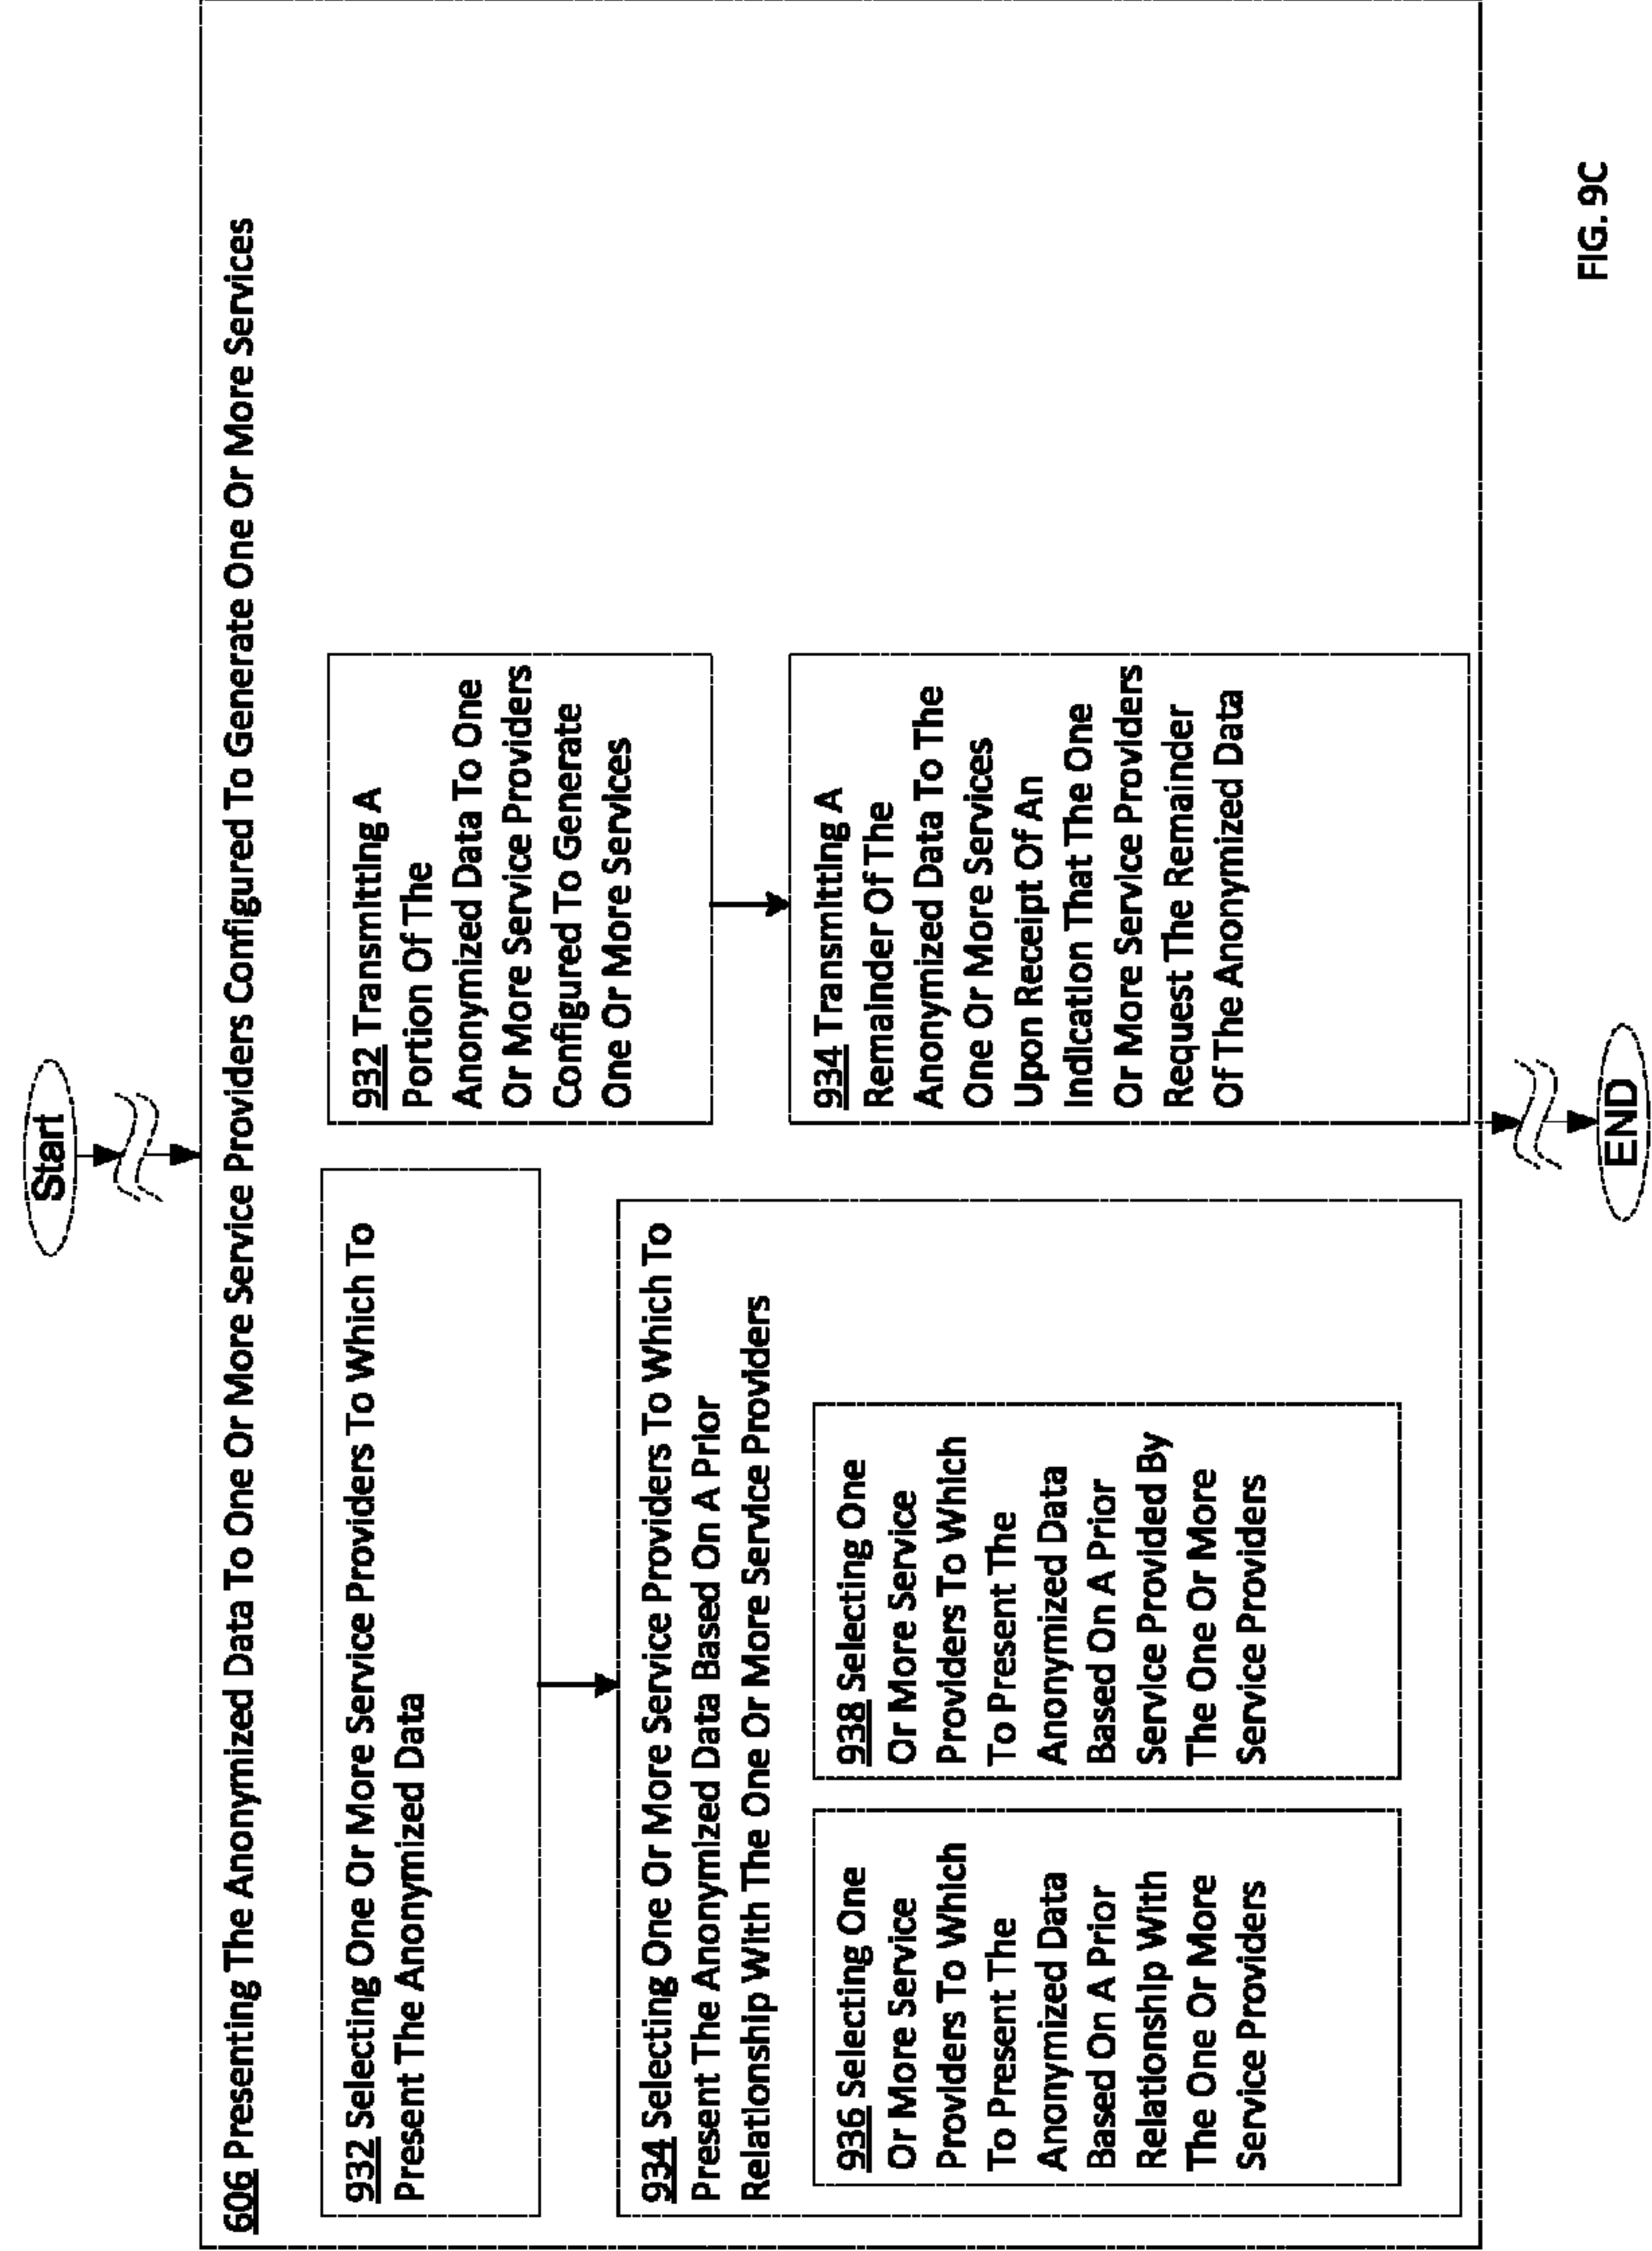 Start
606 Presenting The Anonymized Data To One Or More Service Providers Configured To Generate One Or More Services
932 Selecting One Or More Service Providers To Which To
Present The Anonymized Data
934 Selecting One Or More Service Providers To Which To
Present The Anonymized Data Based On A Prior
Relationship With The One Or More Service Providers
936 Selecting One
Or More Service
Providers To Which
To Present The
Anonymized Data
Based On A Prior
Relationship With
The One Or More
Service Providers
938 Selecting One
Or More Service
Providers To Which
To Present The
Anonymized Data
Based On A Prior
Service Provided By
The One Or More
Service Providers
932 Transmitting A
Portion Of The
Anonymized Data To One
Or More Service Providers
Configured To Generate
One Or More Services
934 Transmitting A
Remainder Of The
Anonymized Data To The
One Or More Services
Upon Receipt Of An
Indication That The One
Or More Service Providers
Request The Remainder
Of The Anonymized Data
END
FIG. 9C